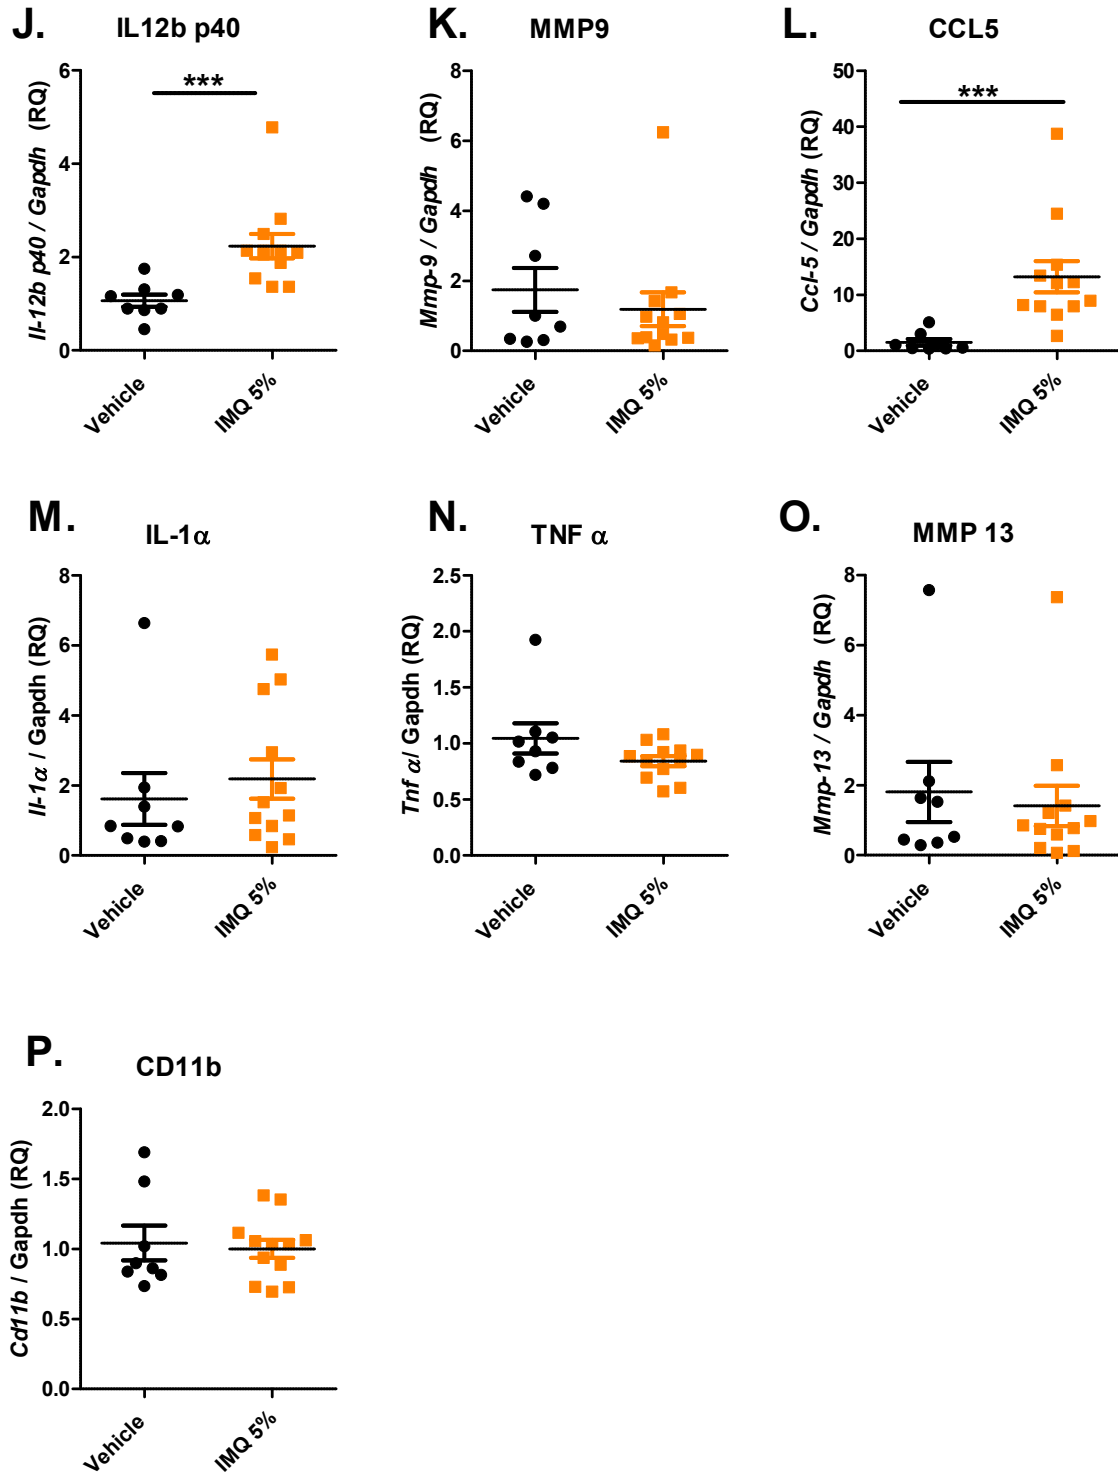 J. IL12b p40
K. MMP9
L. CCL5
Il-12b p40 / Gapdh (RQ)
6
4
2
0
***
Vehicle
IMQ 5%
Mmp-9 / Gapdh (RQ)
8
6
4
2
0
Vehicle
IMQ 5%
Ccl-5 / Gapdh (RQ)
50
40
30
20
10
0
***
Vehicle
IMQ 5%
M. IL-1α
N. TNF α
O. MMP 13
Il-1α / Gapdh (RQ)
8
6
4
2
0
Vehicle
IMQ 5%
Tnf α/ Gapdh (RQ)
2.5
2.0
1.5
1.0
0.5
0.0
Vehicle
IMQ 5%
Mmp-13 / Gapdh (RQ)
8
6
4
2
0
Vehicle
IMQ 5%
P. CD11b
Cd11b / Gapdh (RQ)
2.0
1.5
1.0
0.5
0.0
Vehicle
IMQ 5%